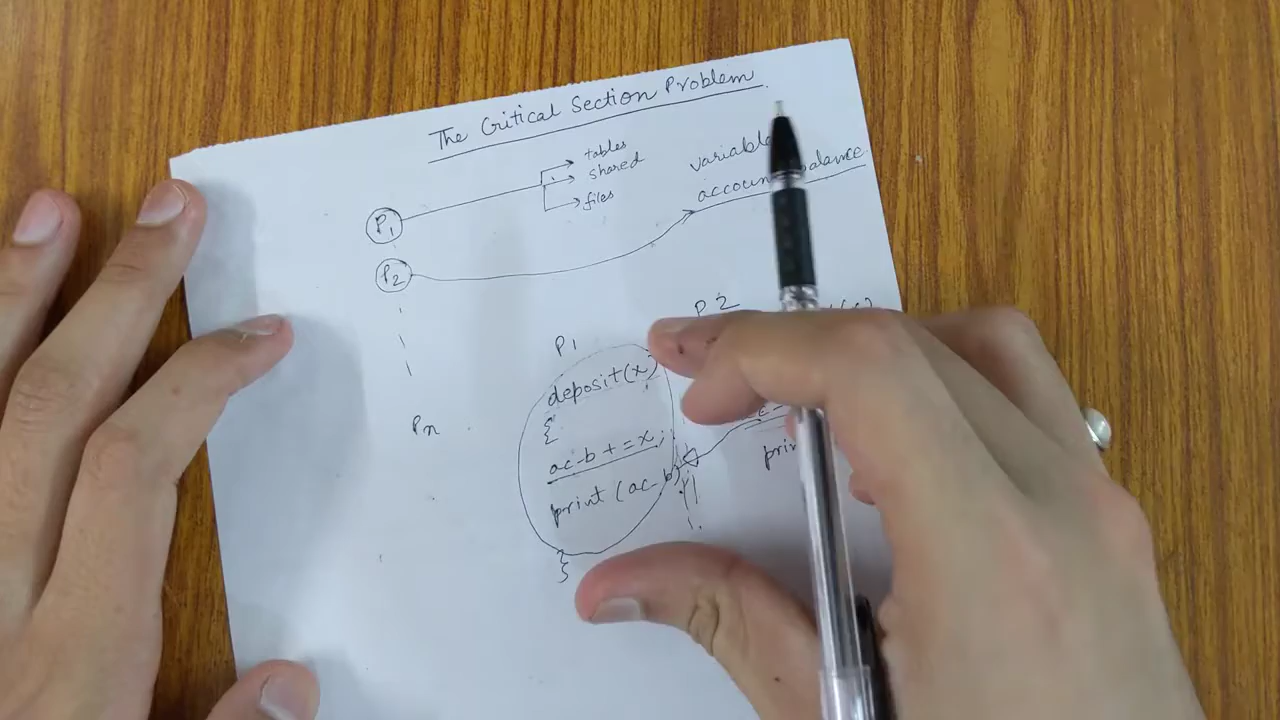 The Critical Section Problem
tables
shared
files
variable
P1
P2
Pn
P2
P1
deposit(x)
{
ac-b + = x;
print (ac-b)
}